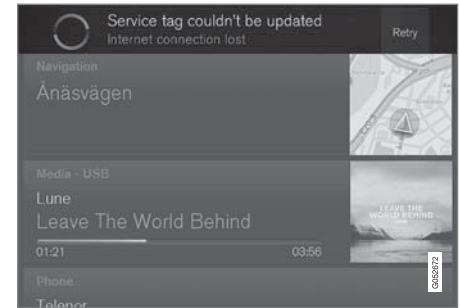 Service tag couldn't be updated
Internet connection lost
Retry
Navigation
Ånäsvägen
Media - USB
Lune
Leave The World Behind
01:21
03:56
LEAVE THE
WORLD BEHIND
Phone
Telenor
G052672